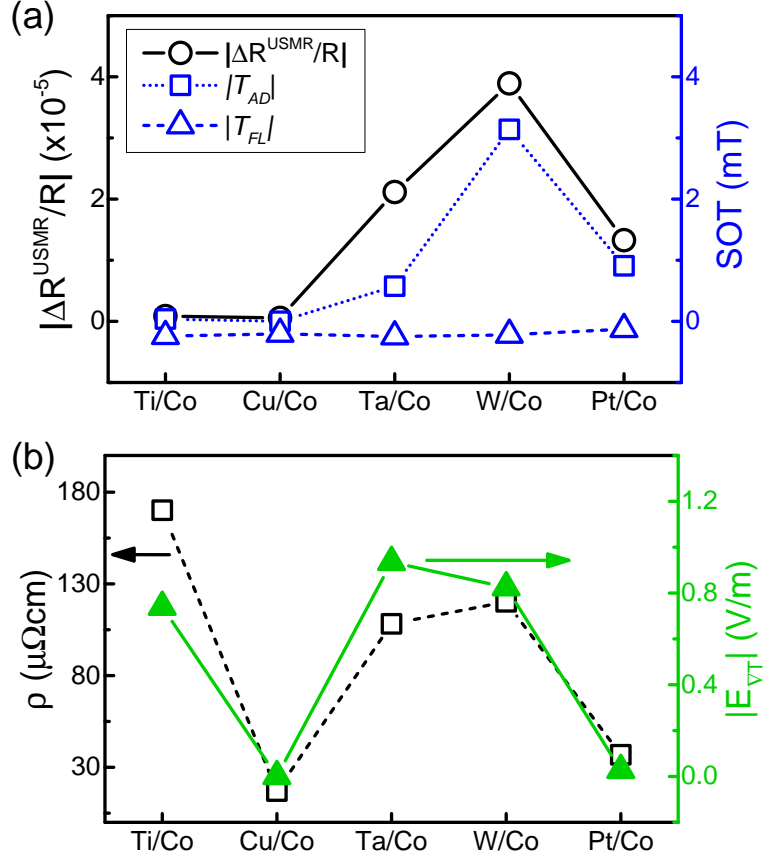 (a)
|ΔR^USMR/R|
|T_AD|
|T_FL|
4
2
0
|ΔR^USMR/R| (x10^-5)
4
2
0
SOT (mT)
Ti/Co Cu/Co Ta/Co W/Co Pt/Co
(b)
180
130
80
30
ρ (μΩcm)
1.2
0.8
0.4
0.0
|E_∇T| (V/m)
Ti/Co Cu/Co Ta/Co W/Co Pt/Co